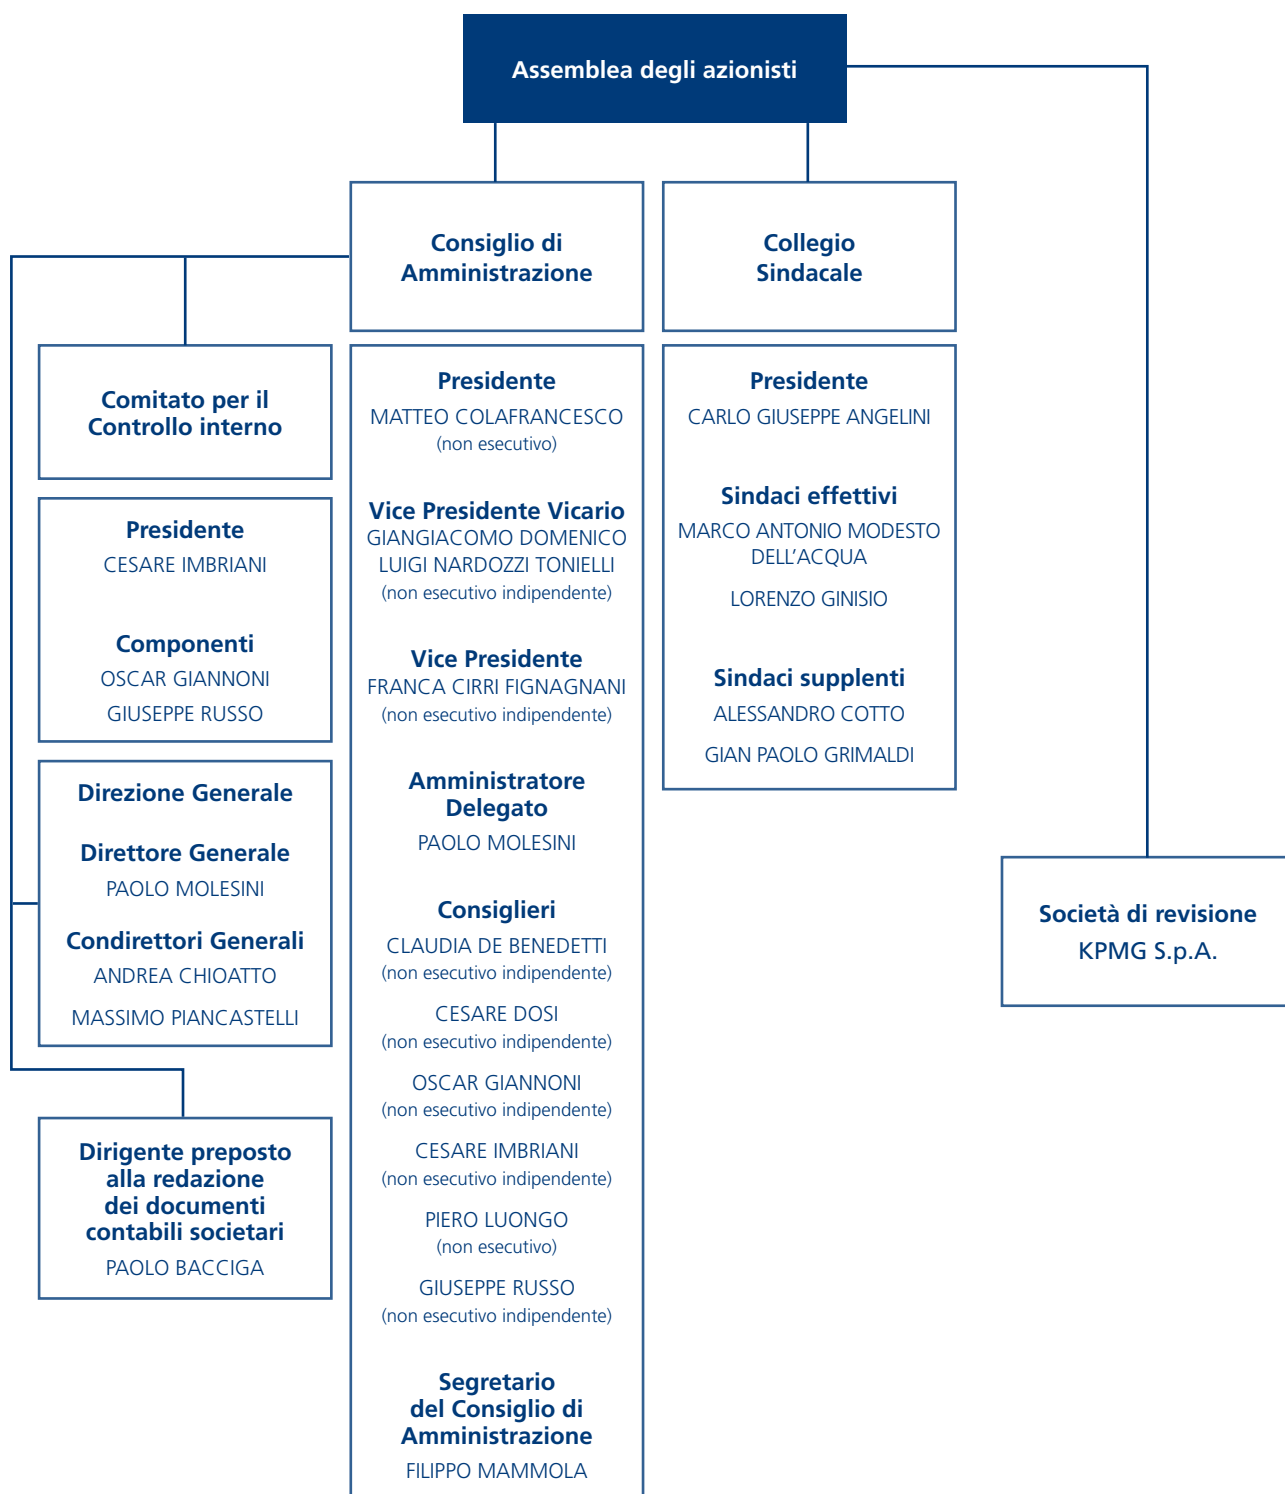 Assemblea degli azionisti
Consiglio di
Amministrazione
Collegio
Sindacale
Comitato per il
Controllo interno
Presidente
CESARE IMBRIANI
Componenti
OSCAR GIANNONI
GIUSEPPE RUSSO
Direzione Generale
Direttore Generale
PAOLO MOLESINI
Condirettori Generali
ANDREA CHIOATTO
MASSIMO PIANCASTELLI
Dirigente preposto
alla redazione
dei documenti
contabili societari
PAOLO BACCIGA
Presidente
MATTEO COLAFRANCESCO
(non esecutivo)
Vice Presidente Vicario
GIANGIACOMO DOMENICO
LUIGI NARDOZZI TONIELLI
(non esecutivo indipendente)
Vice Presidente
FRANCA CIRRI FIGNAGNANI
(non esecutivo indipendente)
Amministratore
Delegato
PAOLO MOLESINI
Consiglieri
CLAUDIA DE BENEDETTI
(non esecutivo indipendente)
CESARE DOSI
(non esecutivo indipendente)
OSCAR GIANNONI
(non esecutivo indipendente)
CESARE IMBRIANI
(non esecutivo indipendente)
PIERO LUONGO
(non esecutivo)
GIUSEPPE RUSSO
(non esecutivo indipendente)
Segretario
del Consiglio di
Amministrazione
FILIPPO MAMMOLA
Presidente
CARLO GIUSEPPE ANGELINI
Sindaci effettivi
MARCO ANTONIO MODESTO
DELL’ACQUA
LORENZO GINISIO
Sindaci supplenti
ALESSANDRO COTTO
GIAN PAOLO GRIMALDI
Società di revisione
KPMG S.p.A.